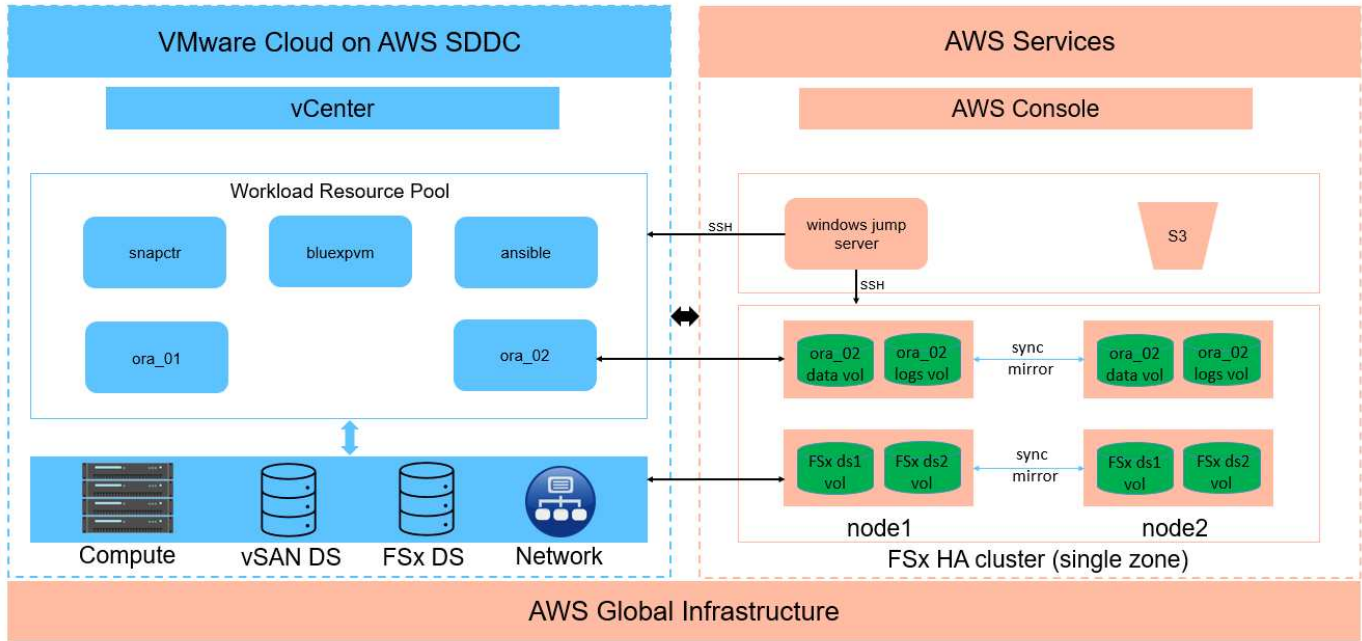 VMware Cloud on AWS SDDC
vCenter
Workload Resource Pool
snapctr
bluexpvm
ansible
ora_01
ora_02
Compute
vSAN DS
FSx DS
Network
AWS Services
AWS Console
SSH
windows jump
server
S3
SSH
ora_02
data vol
ora_02
logs vol
sync
mirror
ora_02
data vol
ora_02
logs vol
FSx ds1
vol
FSx ds2
vol
sync
mirror
FSx ds1
vol
FSx ds2
vol
node1
node2
FSx HA cluster (single zone)
AWS Global Infrastructure